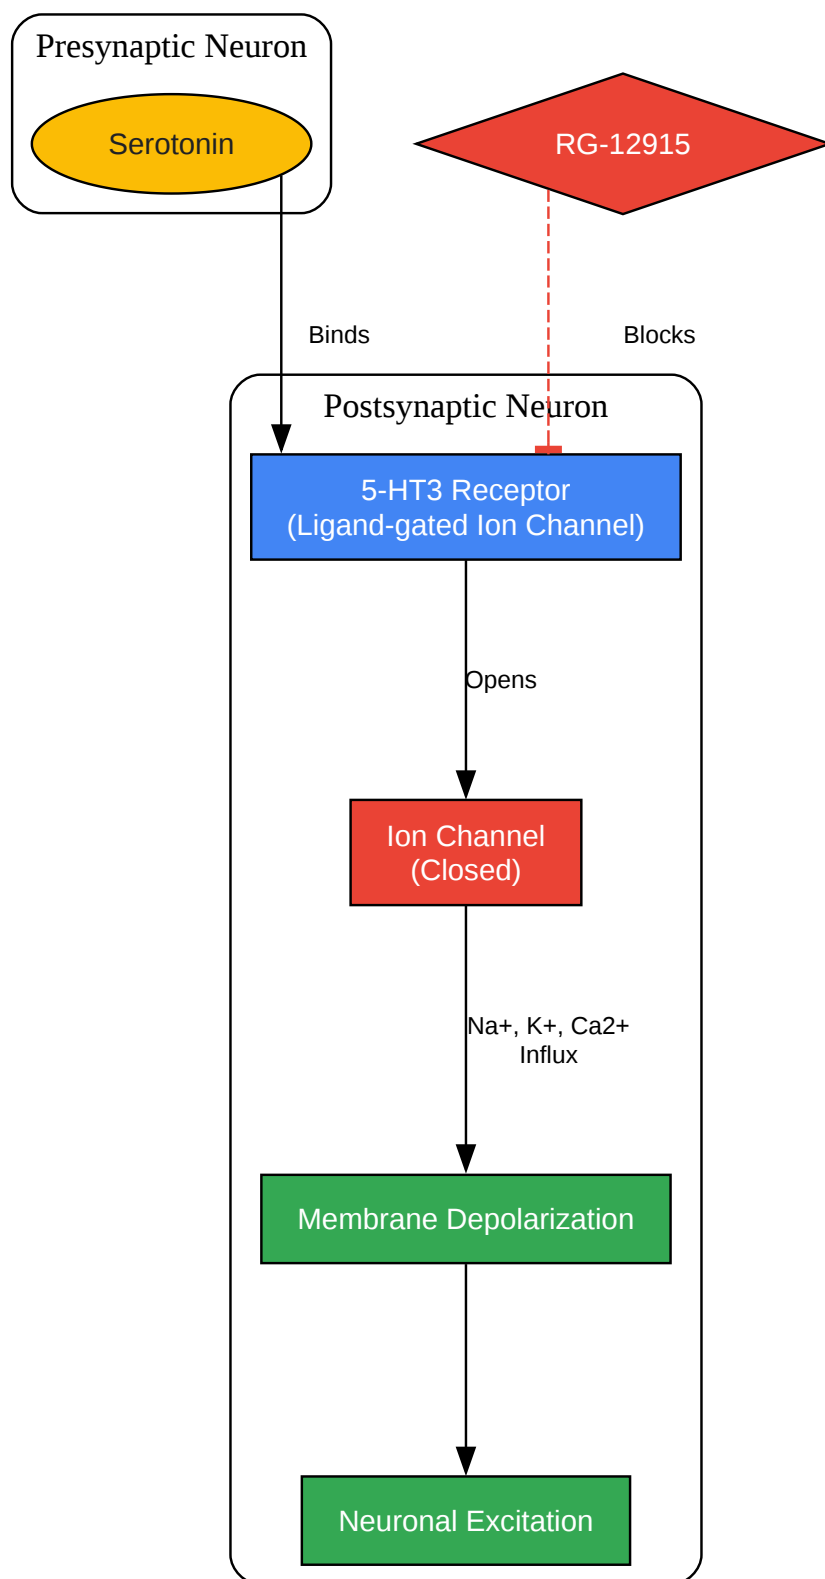 Presynaptic Neuron
Serotonin
RG-12915
Binds
Blocks
Postsynaptic Neuron
5-HT3 Receptor
(Ligand-gated Ion Channel)
Opens
Ion Channel
(Closed)
Na+, K+, Ca2+
Influx
Membrane Depolarization
Neuronal Excitation